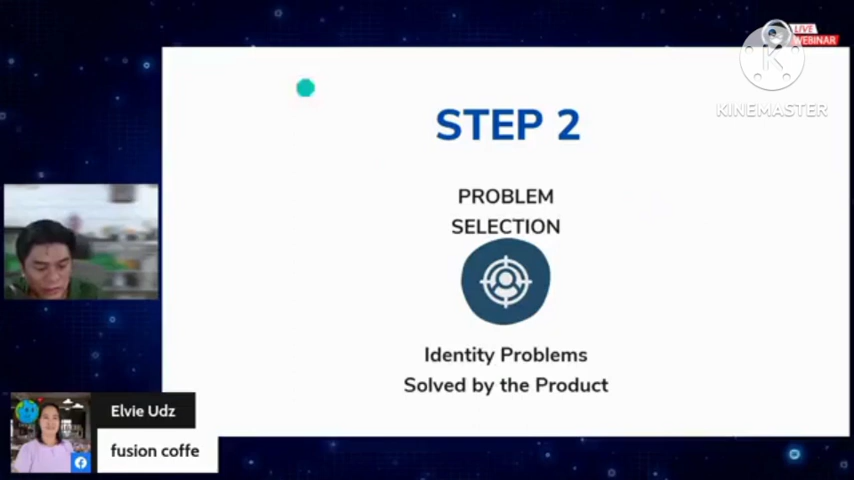 LIVE
WEBINAR
KINEMASTER
STEP 2
PROBLEM
SELECTION
Identity Problems
Solved by the Product
Elvie Udz
fusion coffe